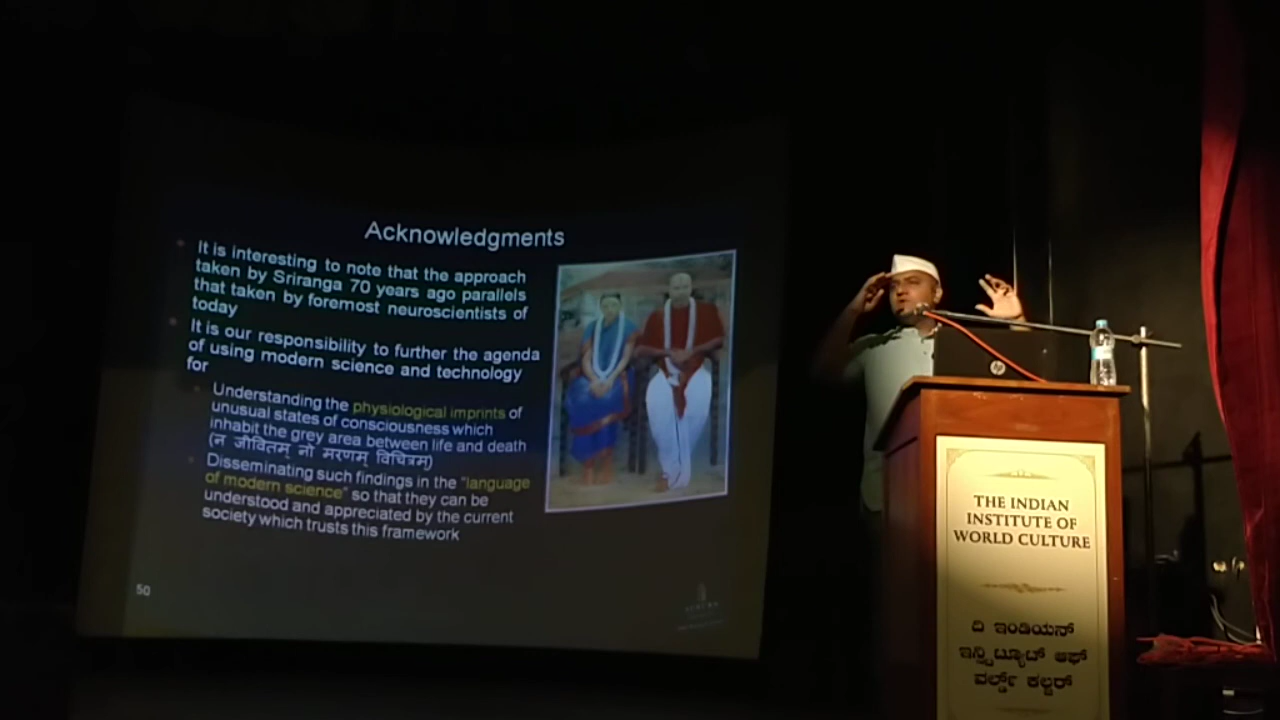 Acknowledgments
It is interesting to note that the approach
taken by Sriranga 70 years ago parallels
that taken by foremost neuroscientists of
today
It is our responsibility to further the agenda
of using modern science and technology
for
Understanding the physiological imprints of
unusual states of consciousness which
inhabit the grey area between life and death
(न जीवितम् नो मरणम् विचित्रम्)
Disseminating such findings in the "language
of modern science" so that they can be
understood and appreciated by the current
society which trusts this framework
50
hp
THE INDIAN
INSTITUTE OF
WORLD CULTURE
ದಿ ಇಂಡಿಯನ್
ಇನ್ಸ್ಟಿಟ್ಯೂಟ್ ಆಫ್
ವರ್ಲ್ಡ್ ಕಲ್ಚರ್